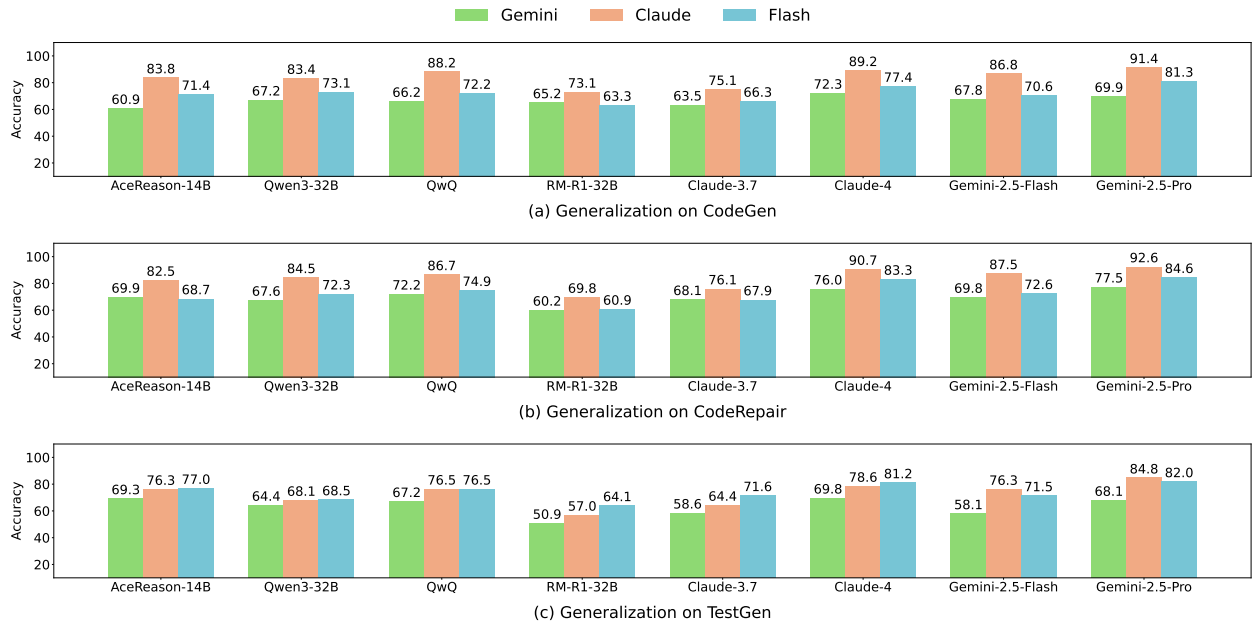 Gemini Claude Flash
Accuracy
100
80
60
40
20
60.9 83.8 71.4 67.2 83.4 73.1 66.2 88.2 72.2 65.2 73.1 63.3 63.5 75.1 66.3 72.3 89.2 77.4 67.8 86.8 70.6 69.9 91.4 81.3
AceReason-14B Qwen3-32B QwQ RM-R1-32B Claude-3.7 Claude-4 Gemini-2.5-Flash Gemini-2.5-Pro
(a) Generalization on CodeGen
Accuracy
100
80
60
40
20
69.9 82.5 68.7 67.6 84.5 72.3 72.2 86.7 74.9 60.2 69.8 60.9 68.1 76.1 67.9 76.0 90.7 83.3 69.8 87.5 72.6 77.5 92.6 84.6
AceReason-14B Qwen3-32B QwQ RM-R1-32B Claude-3.7 Claude-4 Gemini-2.5-Flash Gemini-2.5-Pro
(b) Generalization on CodeRepair
Accuracy
100
80
60
40
20
69.3 76.3 77.0 64.4 68.1 68.5 67.2 76.5 76.5 50.9 57.0 64.1 58.6 64.4 71.6 69.8 78.6 81.2 58.1 76.3 71.5 68.1 84.8 82.0
AceReason-14B Qwen3-32B QwQ RM-R1-32B Claude-3.7 Claude-4 Gemini-2.5-Flash Gemini-2.5-Pro
(c) Generalization on TestGen